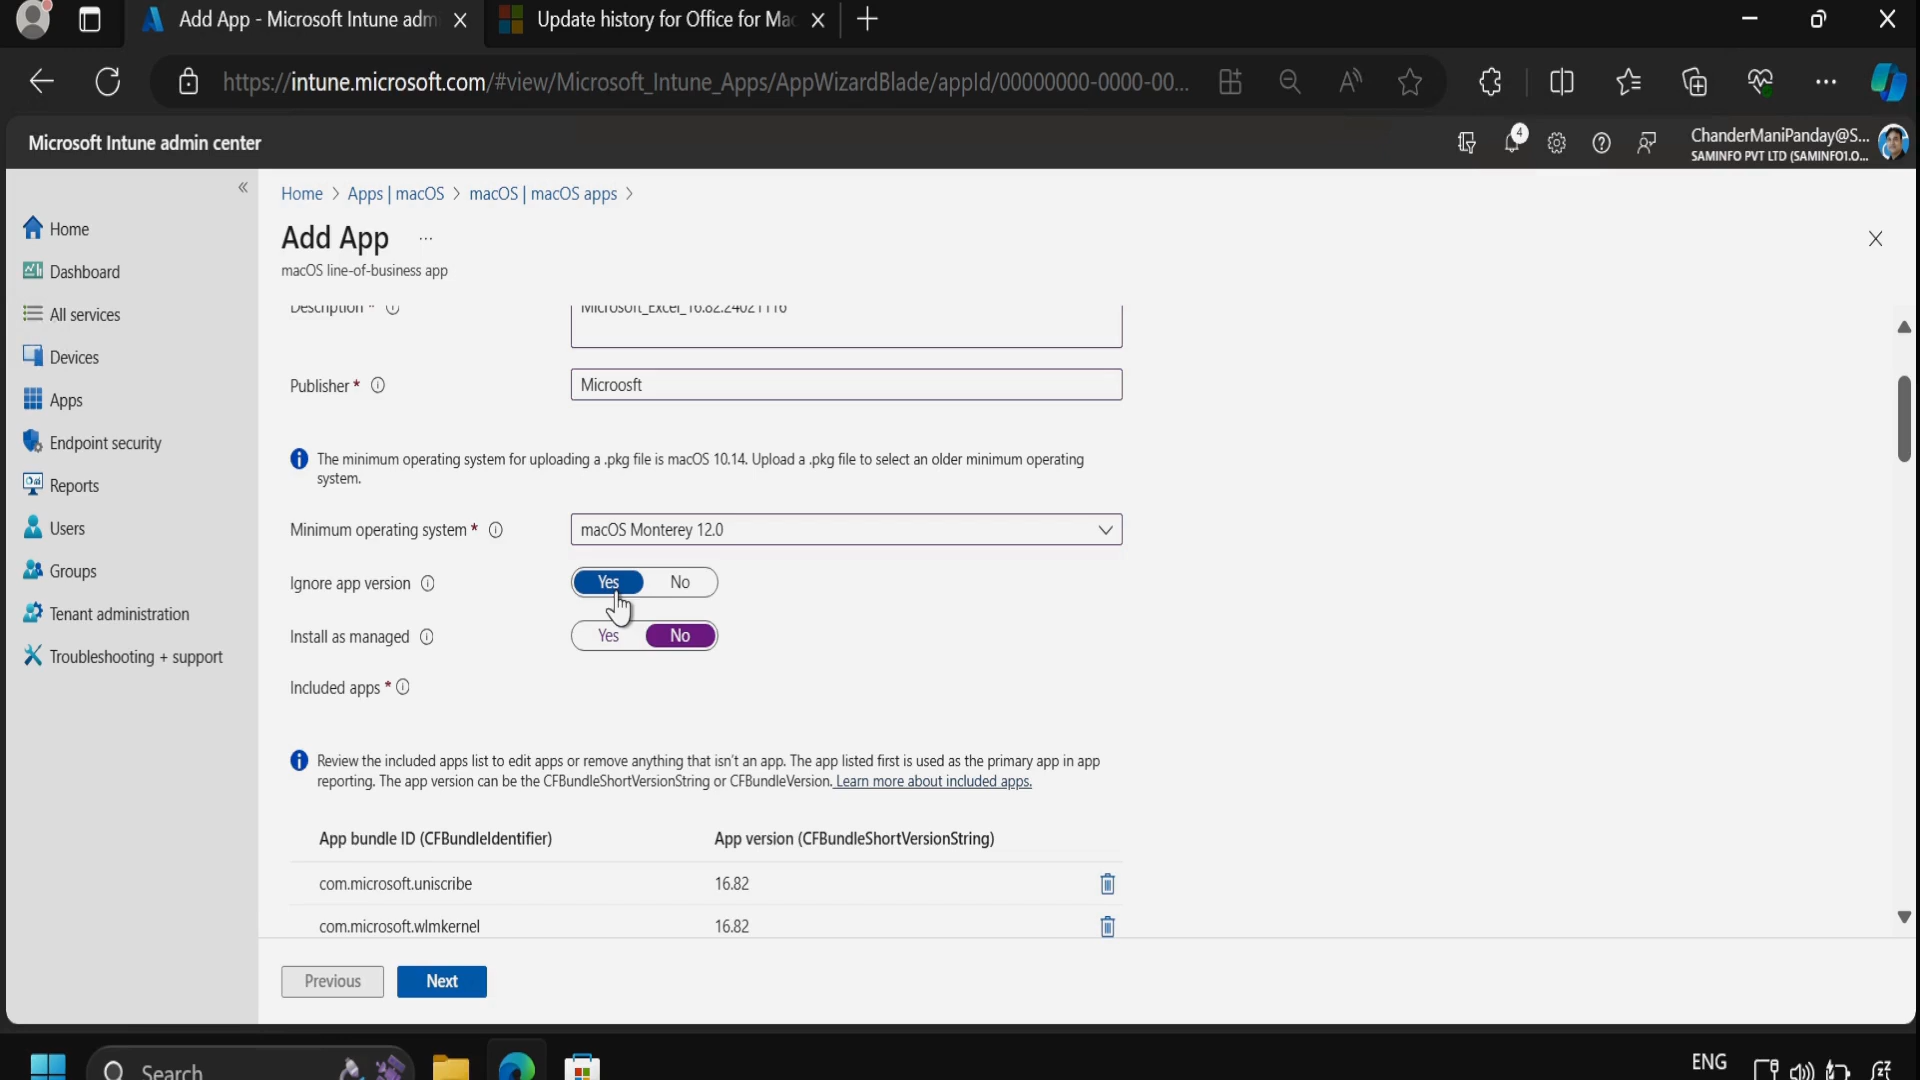 Add App - Microsoft Intune adm
Update history for Office for Mac
https://intune.microsoft.com/#view/Microsoft_Intune_Apps/AppWizardBlade/appId/00000000-0000-00...
Microsoft Intune admin center
4
ChanderManiPanday@S...
SAMINFO PVT LTD (SAMINFO1.O...
Home > Apps | macOS > macOS | macOS apps >
Add App ...
macOS line-of-business app
Home
Dashboard
All services
Devices
Apps
Endpoint security
Reports
Users
Groups
Tenant administration
Troubleshooting + support
Description *
Microsoft_Excel_16.82.24021116
Publisher *
Microosft
The minimum operating system for uploading a .pkg file is macOS 10.14. Upload a .pkg file to select an older minimum operating
system.
Minimum operating system *
macOS Monterey 12.0
Ignore app version
Yes No
Install as managed
Yes No
Included apps *
Review the included apps list to edit apps or remove anything that isn't an app. The app listed first is used as the primary app in app
reporting. The app version can be the CFBundleShortVersionString or CFBundleVersion. Learn more about included apps.
App bundle ID (CFBundleIdentifier) App version (CFBundleShortVersionString)
com.microsoft.uniscribe 16.82
com.microsoft.wlmkernel 16.82
Previous Next
Search
ENG